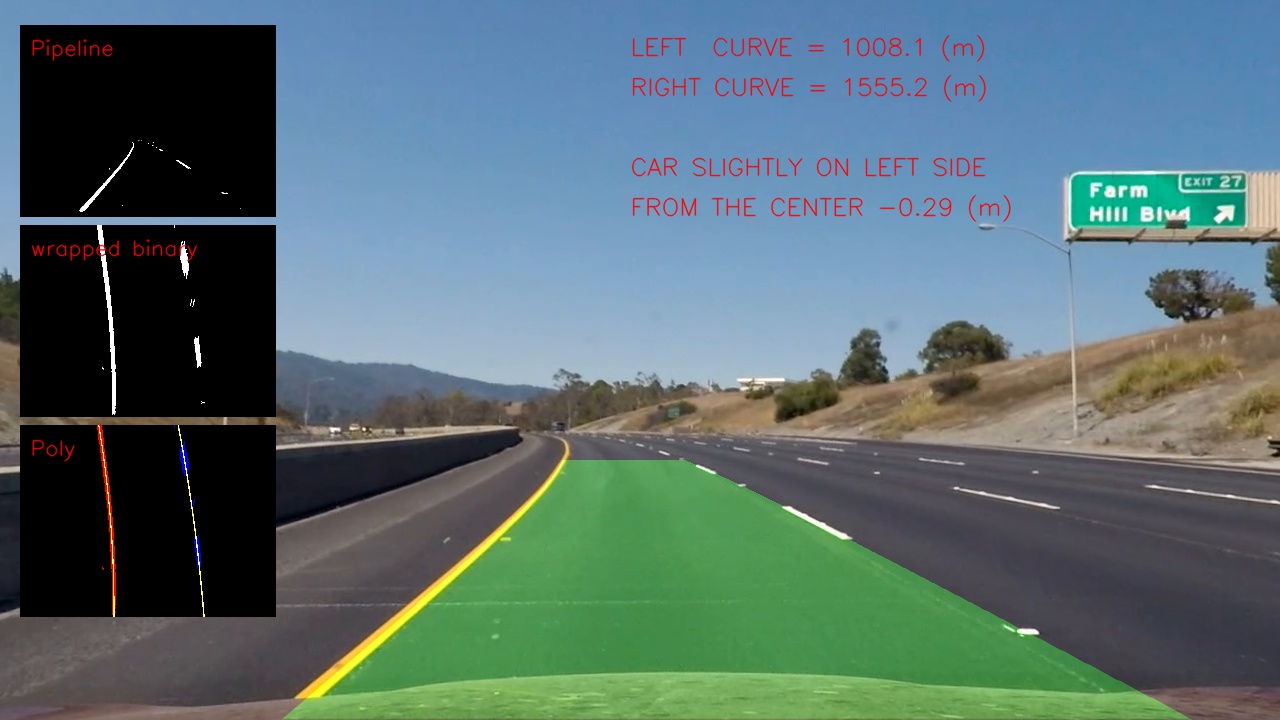 Pipeline
wrapped binary
Poly
LEFT CURVE = 1008.1 (m)
RIGHT CURVE = 1555.2 (m)
CAR SLIGHTLY ON LEFT SIDE
FROM THE CENTER -0.29 (m)
EXIT 27
Farm
Hill Blvd